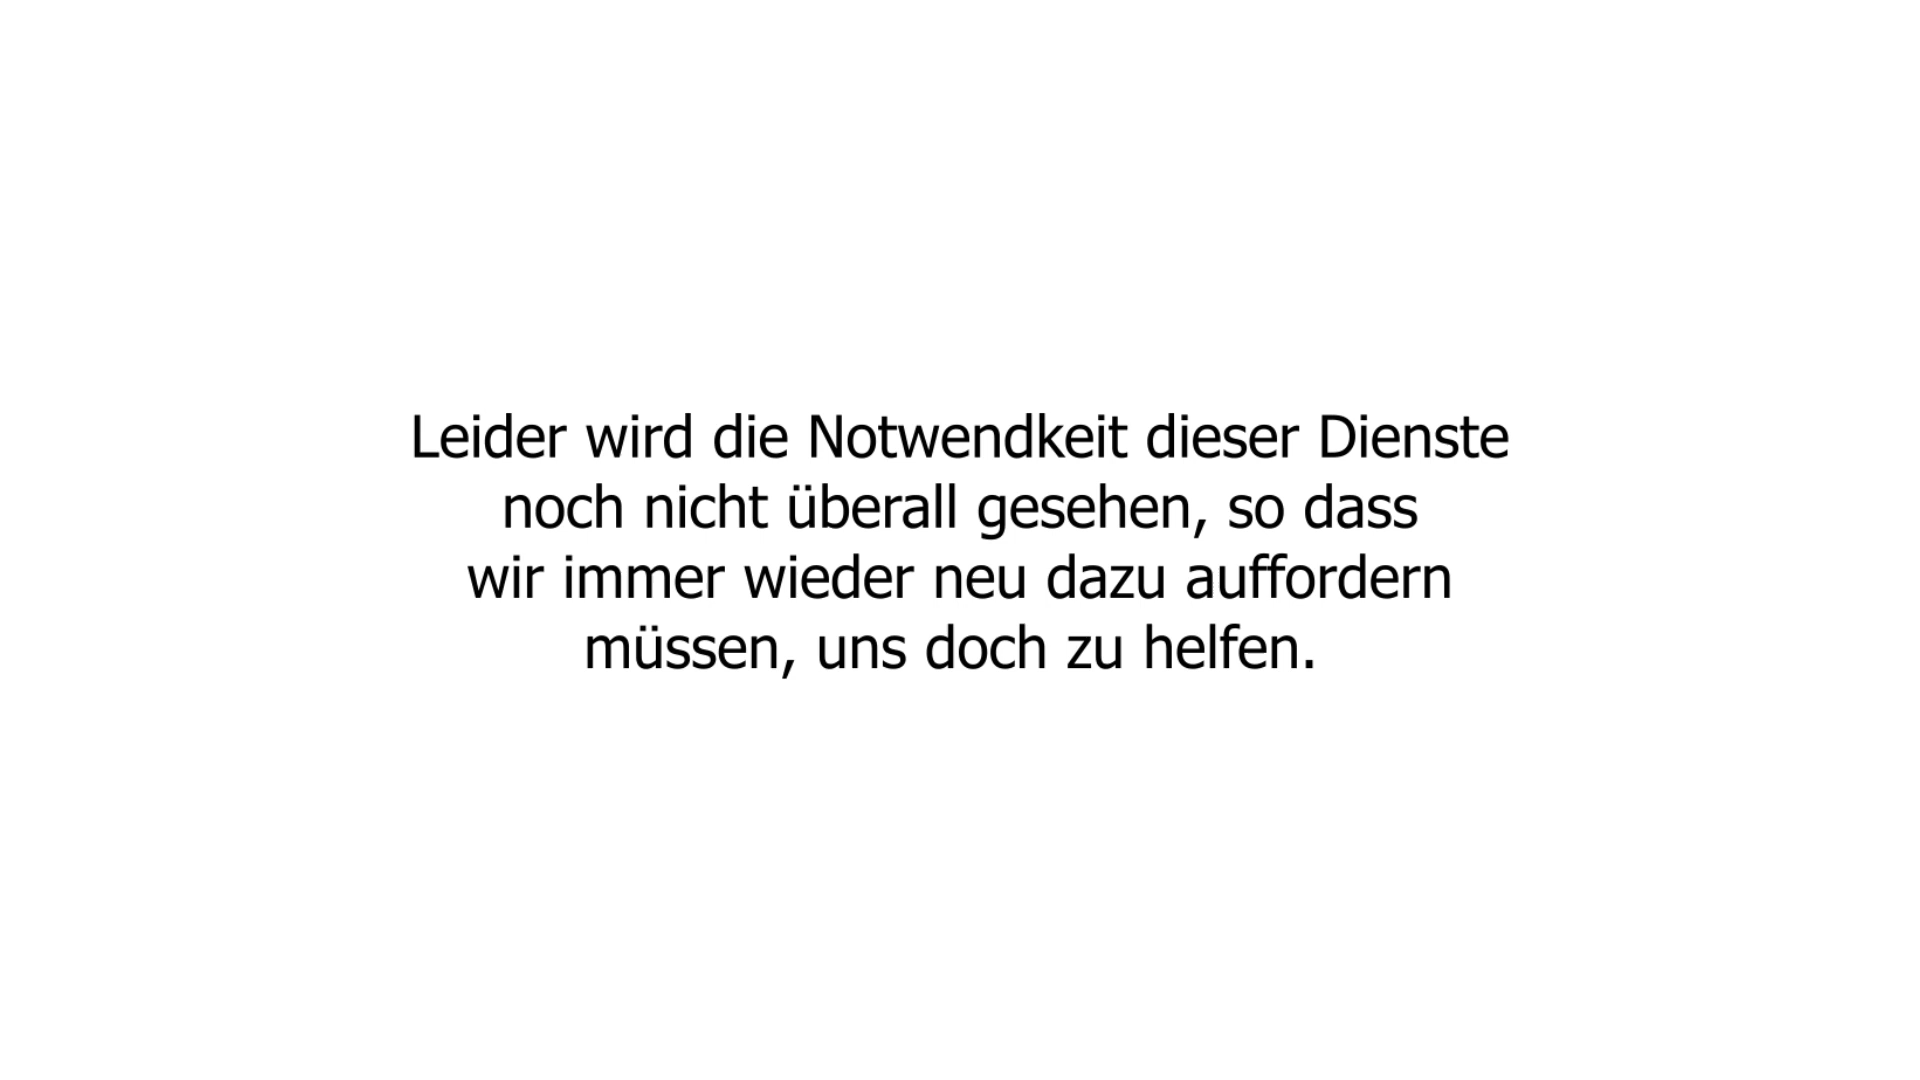 Leider wird die Notwendkeit dieser Dienste
noch nicht überall gesehen, so dass
wir immer wieder neu dazu auffordern
müssen, uns doch zu helfen.